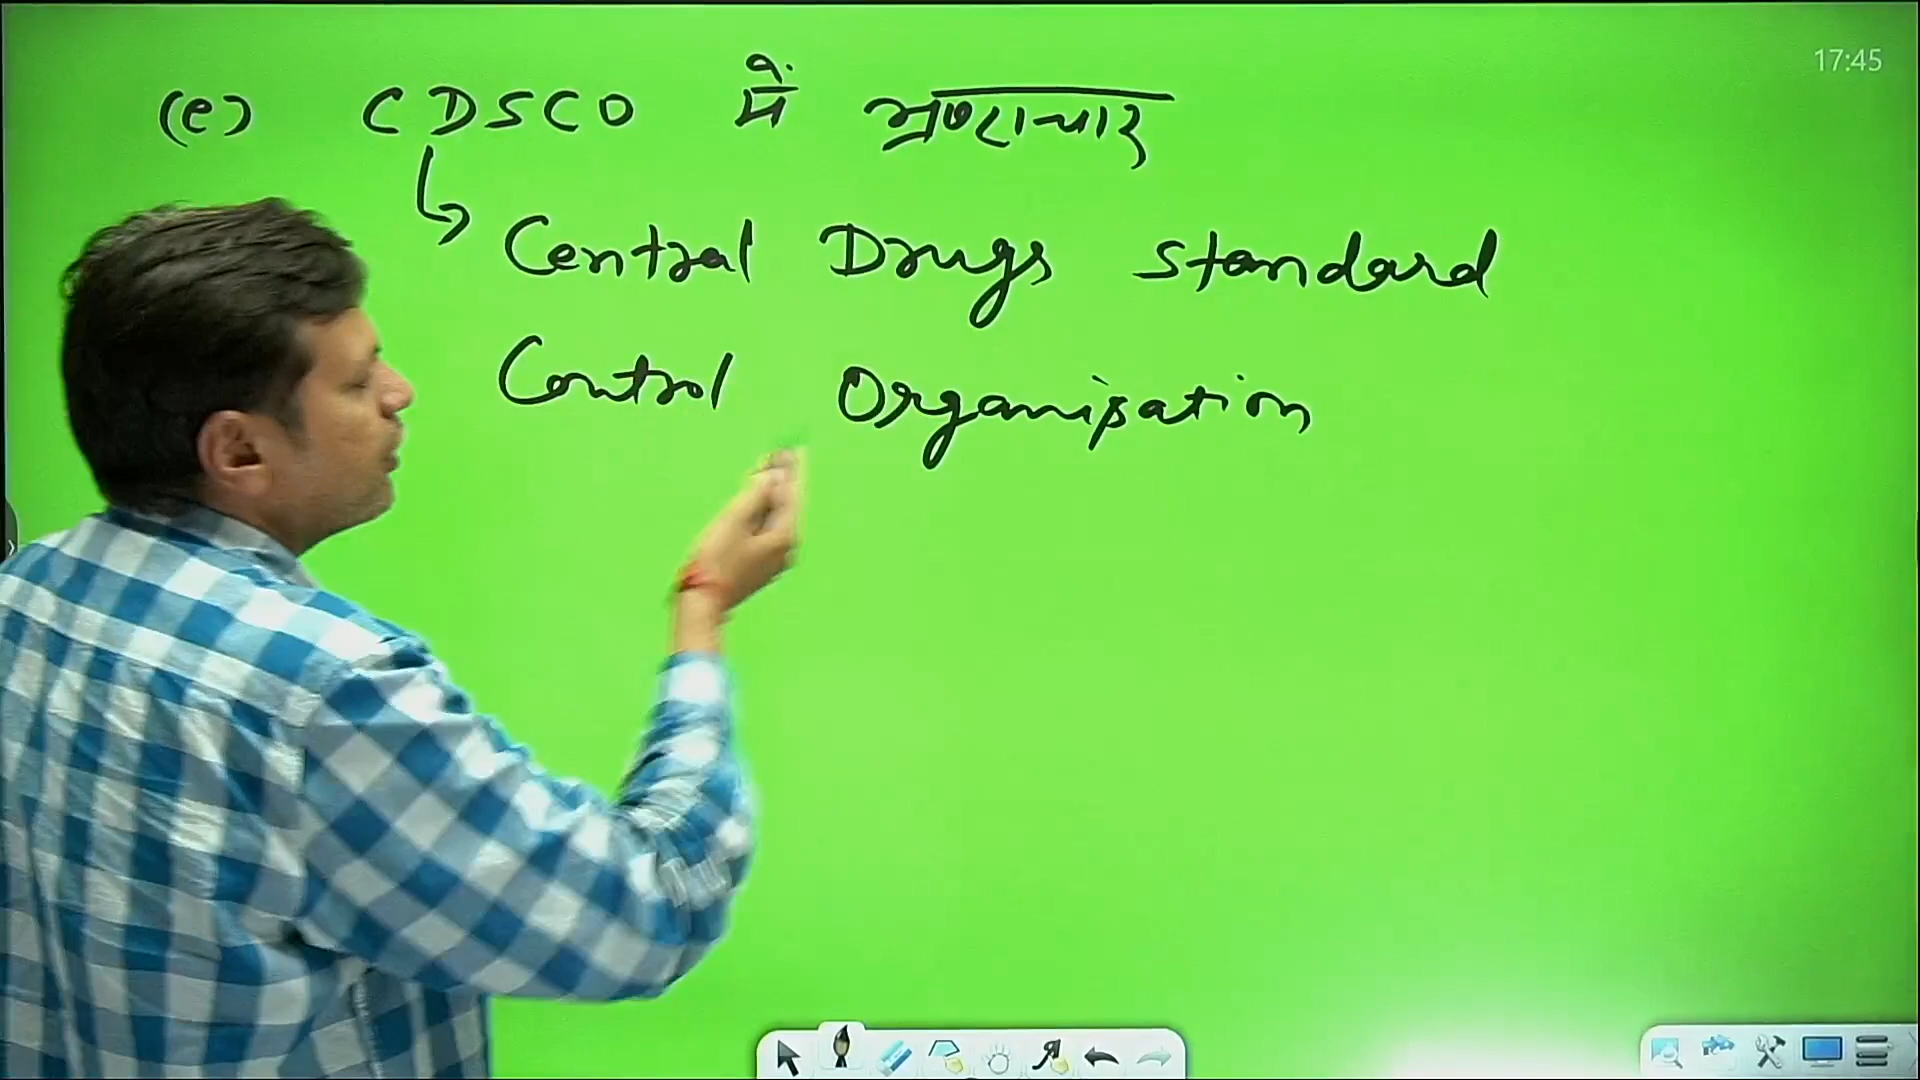 17:45
(e) CDSCO में भ्रष्टाचार
Central Drugs Standard
Control Organisation